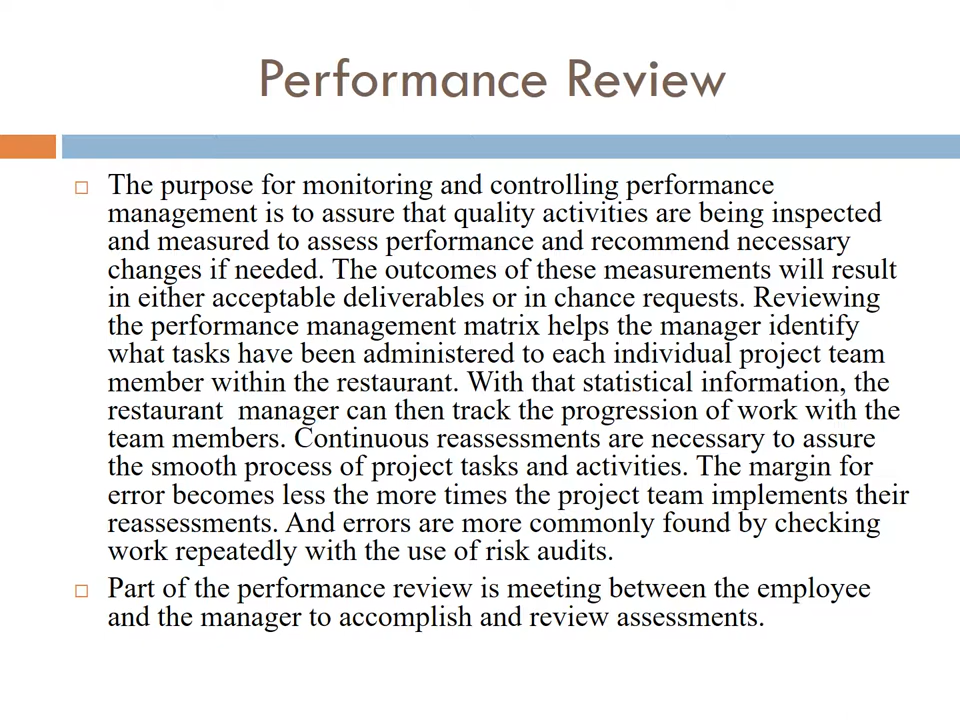 Performance Review
The purpose for monitoring and controlling performance
management is to assure that quality activities are being inspected
and measured to assess performance and recommend necessary
changes if needed. The outcomes of these measurements will result
in either acceptable deliverables or in chance requests. Reviewing
the performance management matrix helps the manager identify
what tasks have been administered to each individual project team
member within the restaurant. With that statistical information, the
restaurant  manager can then track the progression of work with the
team members. Continuous reassessments are necessary to assure
the smooth process of project tasks and activities. The margin for
error becomes less the more times the project team implements their
reassessments. And errors are more commonly found by checking
work repeatedly with the use of risk audits.
Part of the performance review is meeting between the employee
and the manager to accomplish and review assessments.